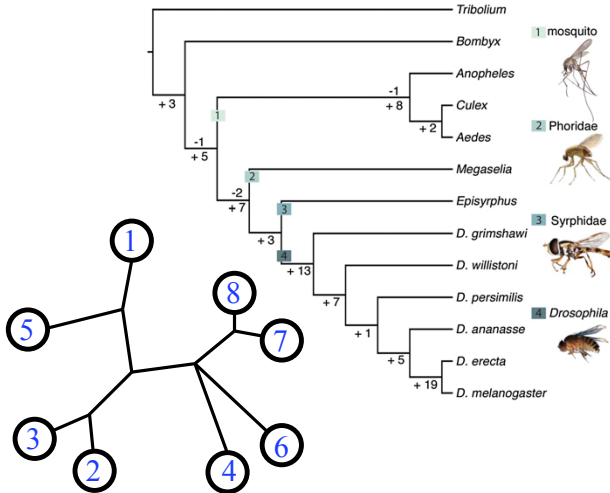 Tribolium
+ 3
Bombyx
1 mosquito
-1
+ 5
1
Anopheles
-1
+ 8
Culex
+ 2
Aedes
2 Phoridae
-2
+ 7
2
Megaselia
+ 3
3
Episyrphus
3 Syrphidae
4
+ 13
D. grimshawi
+ 7
D. willistoni
+ 1
D. persimilis
4 Drosophila
+ 5
D. ananasse
+ 19
D. erecta
D. melanogaster
1
5
8
7
3
2
4
6